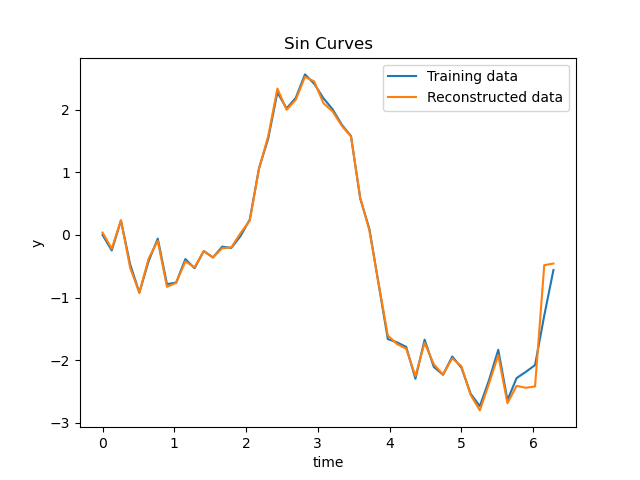 Sin Curves
Training data
Reconstructed data
2
1
0
−1
−2
−3
y
0 1 2 3 4 5 6
time